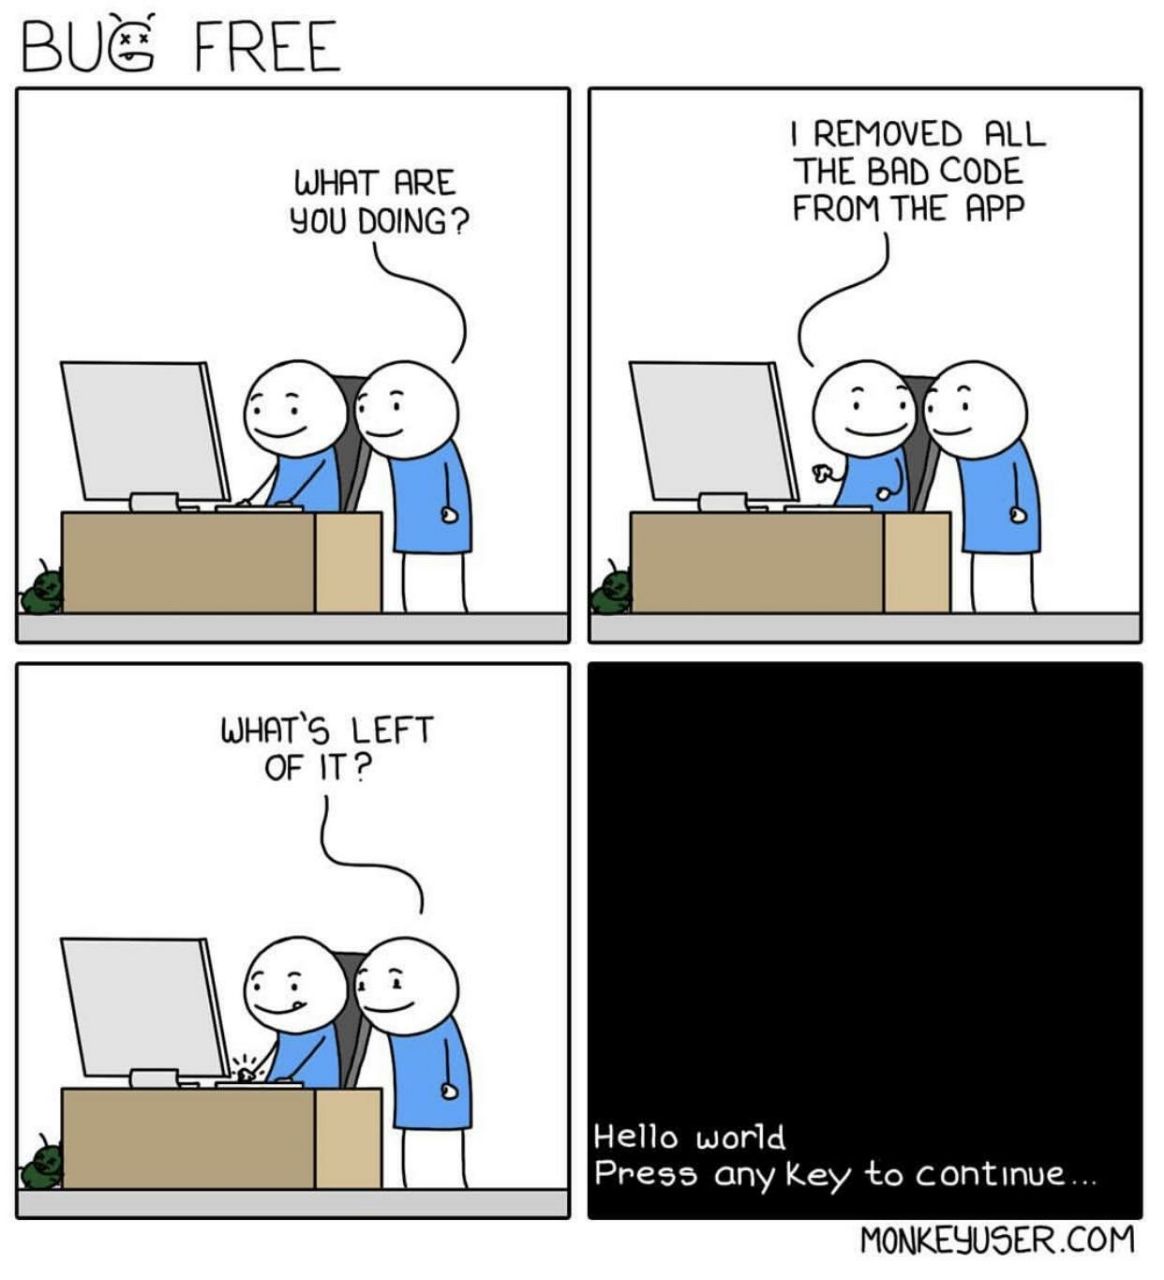 BUG FREE
WHAT ARE
YOU DOING?
I REMOVED ALL
THE BAD CODE
FROM THE APP
WHAT'S LEFT
OF IT?
Hello world
Press any key to continue...
MONKEYUSER.COM